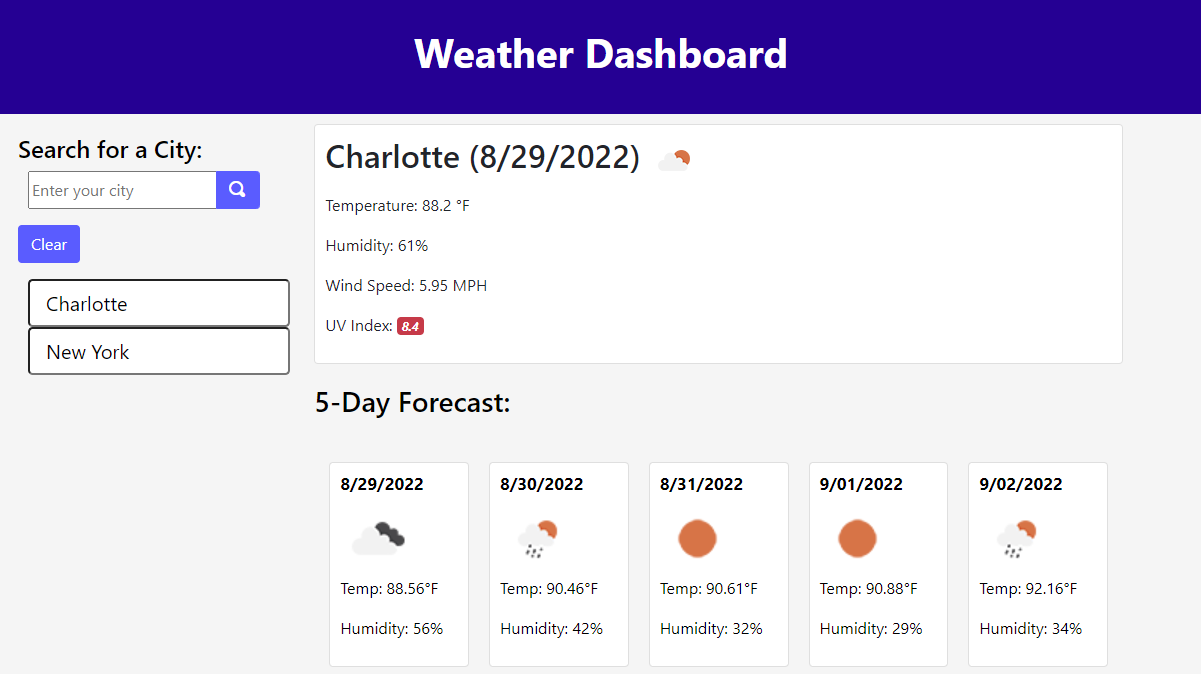 Weather Dashboard
Search for a City:
Enter your city
Clear
Charlotte
New York
Charlotte (8/29/2022)
Temperature: 88.2 °F
Humidity: 61%
Wind Speed: 5.95 MPH
UV Index: 8.4
5-Day Forecast:
8/29/2022
Temp: 88.56°F
Humidity: 56%
8/30/2022
Temp: 90.46°F
Humidity: 42%
8/31/2022
Temp: 90.61°F
Humidity: 32%
9/01/2022
Temp: 90.88°F
Humidity: 29%
9/02/2022
Temp: 92.16°F
Humidity: 34%